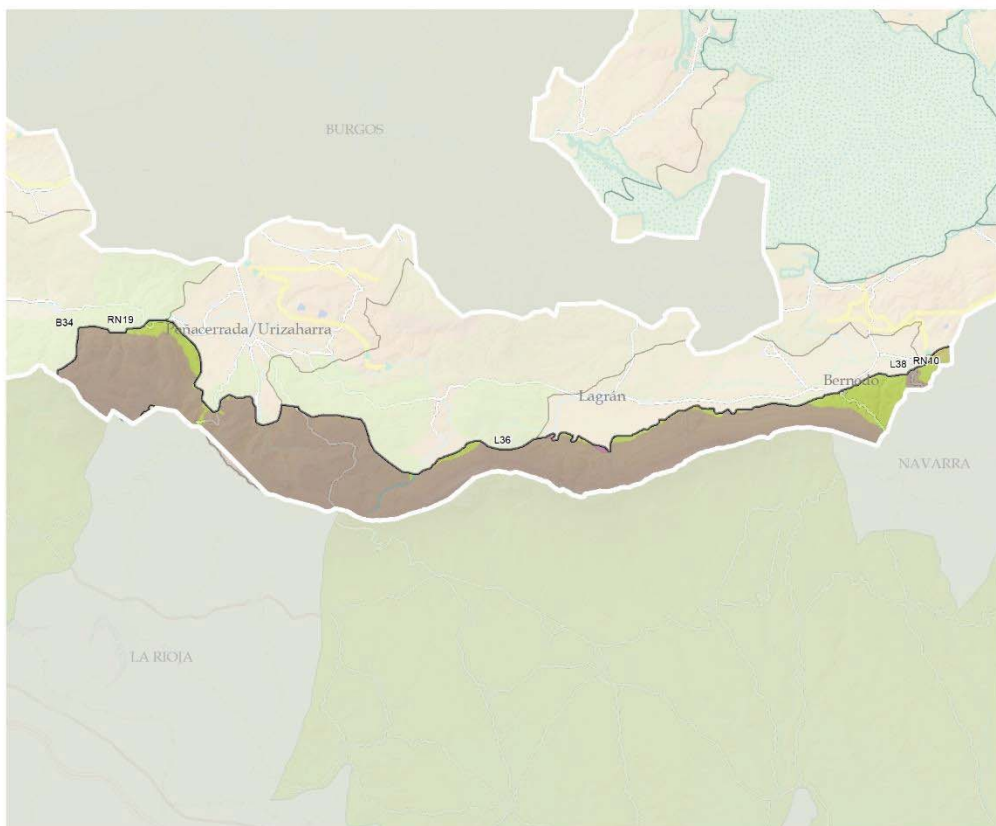 BURGOS
B34
RN19
Peñacerrada/Urizaharra
L38
RN40
Bernedo
Lagrán
L36
NAVARRA
LA RIOJA